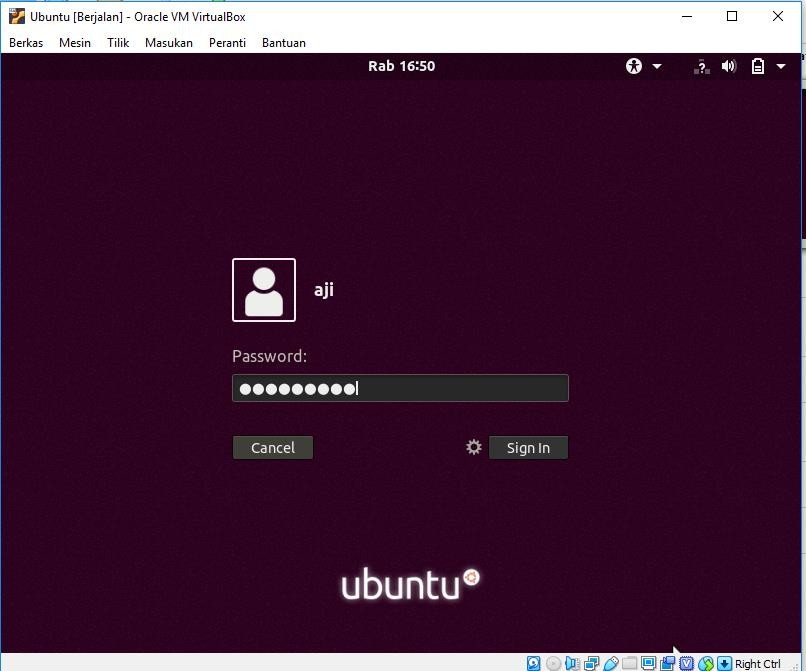 Ubuntu [Berjalan] - Oracle VM VirtualBox
Berkas Mesin Tilik Masukan Peranti Bantuan
Rab 16:50
aji
Password:
Cancel Sign In
ubuntu
Right Ctrl